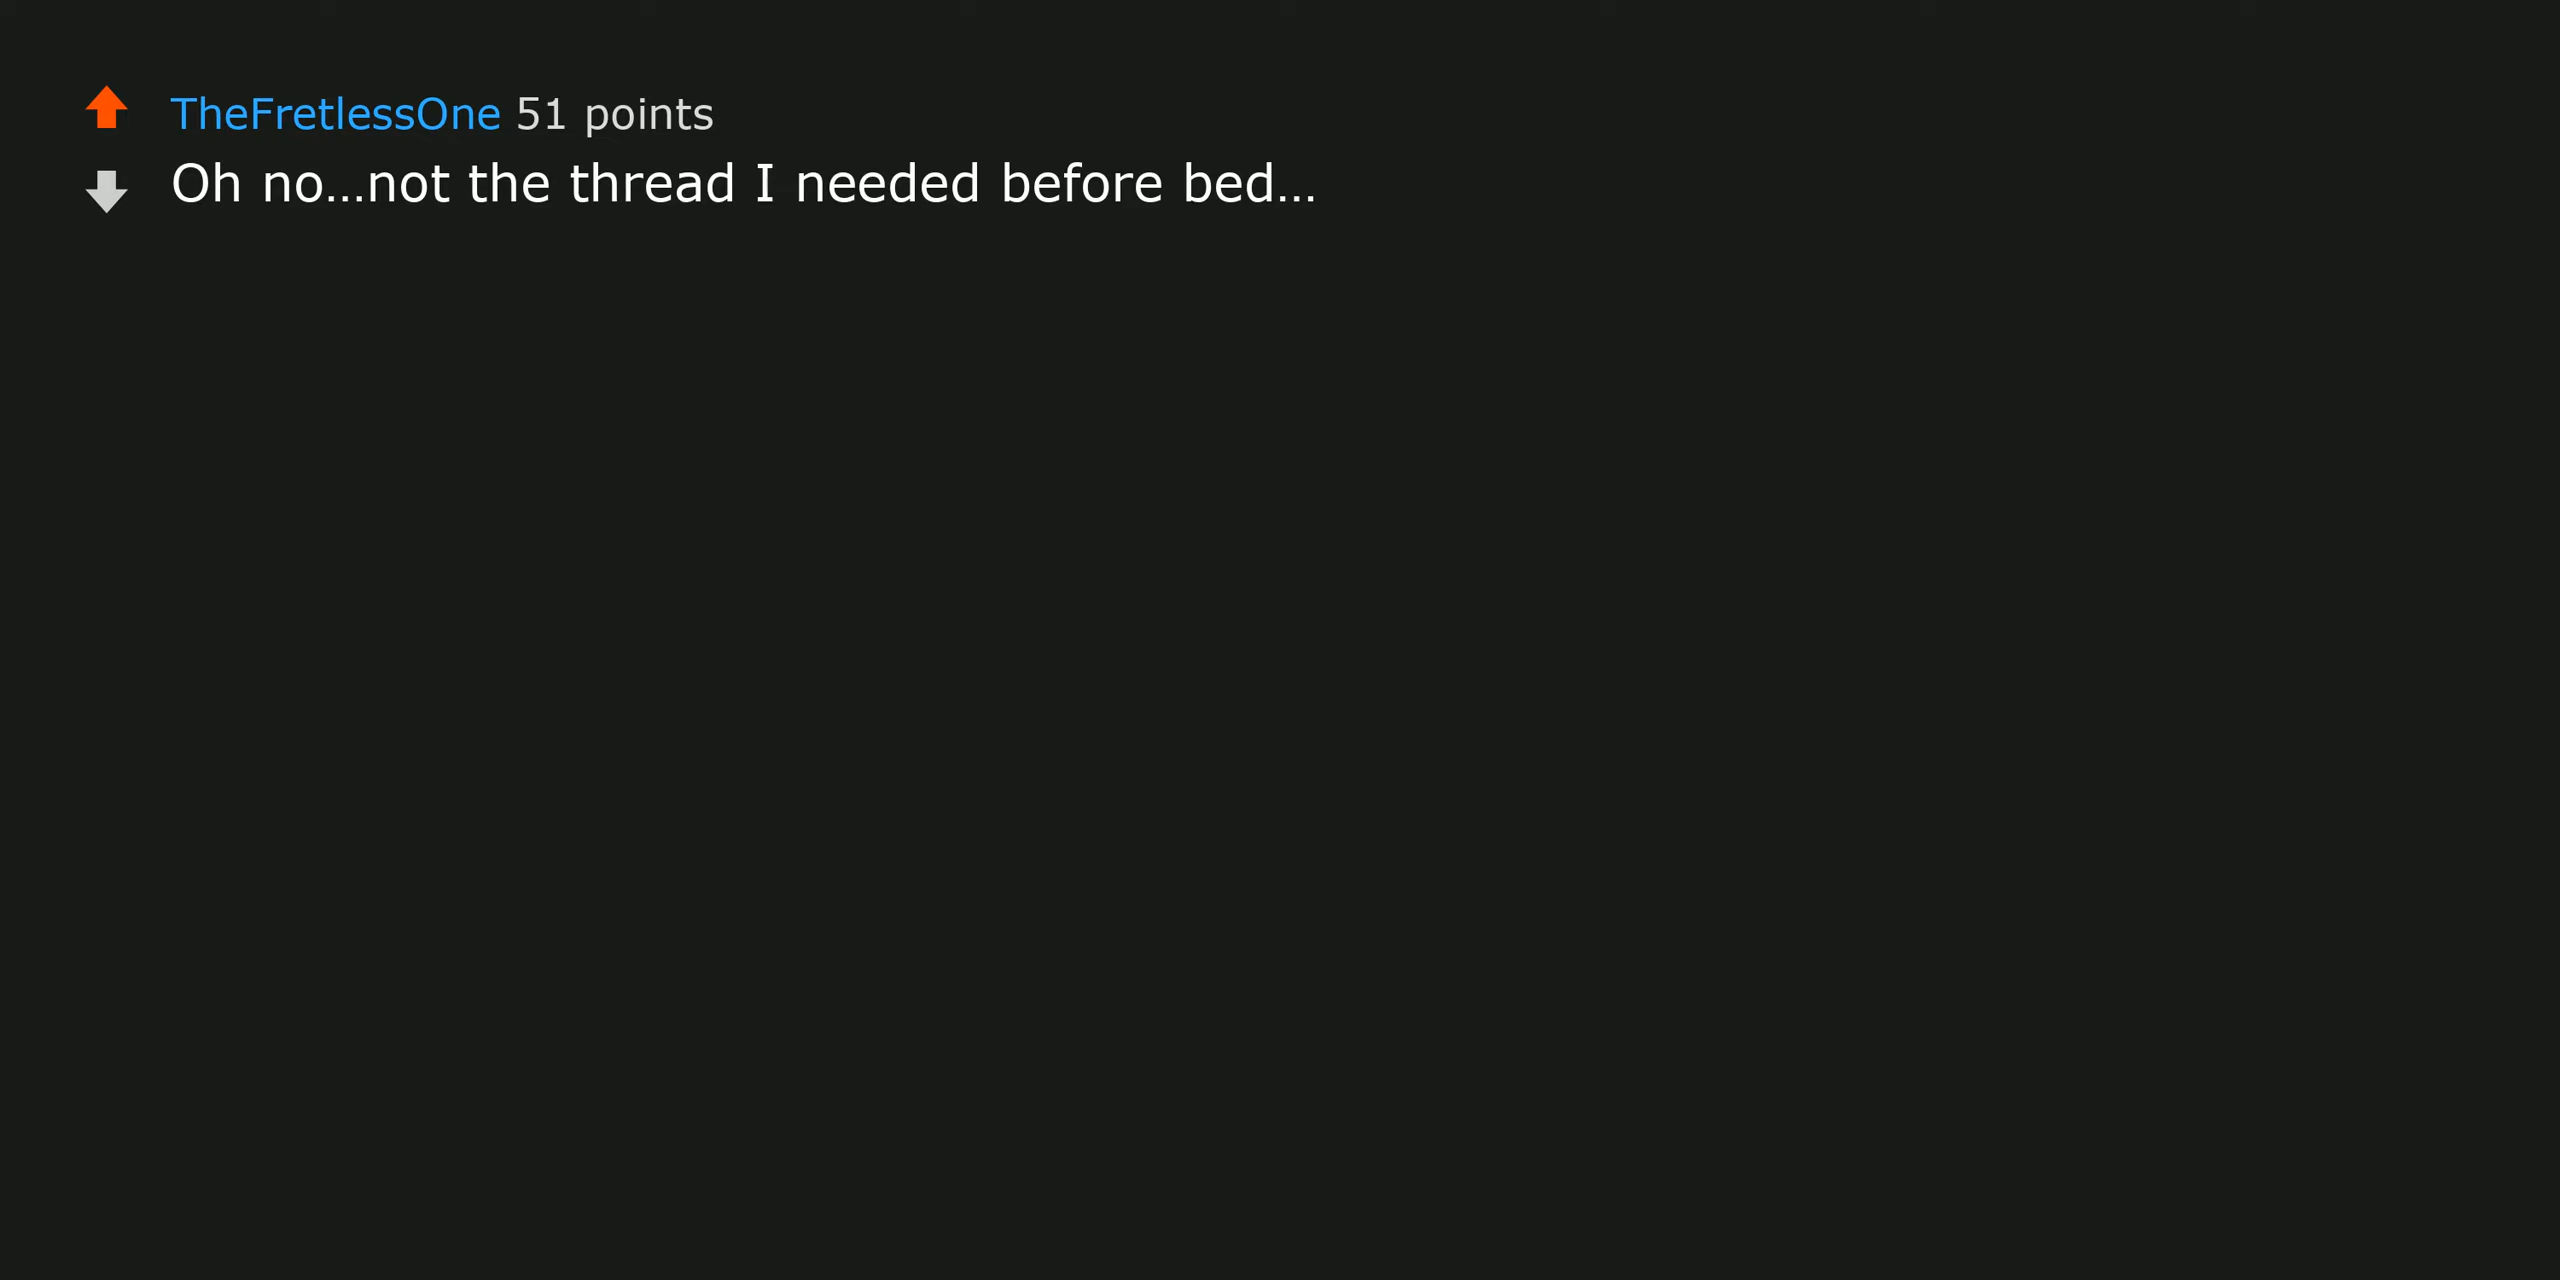 TheFretlessOne 51 points
Oh no...not the thread I needed before bed...